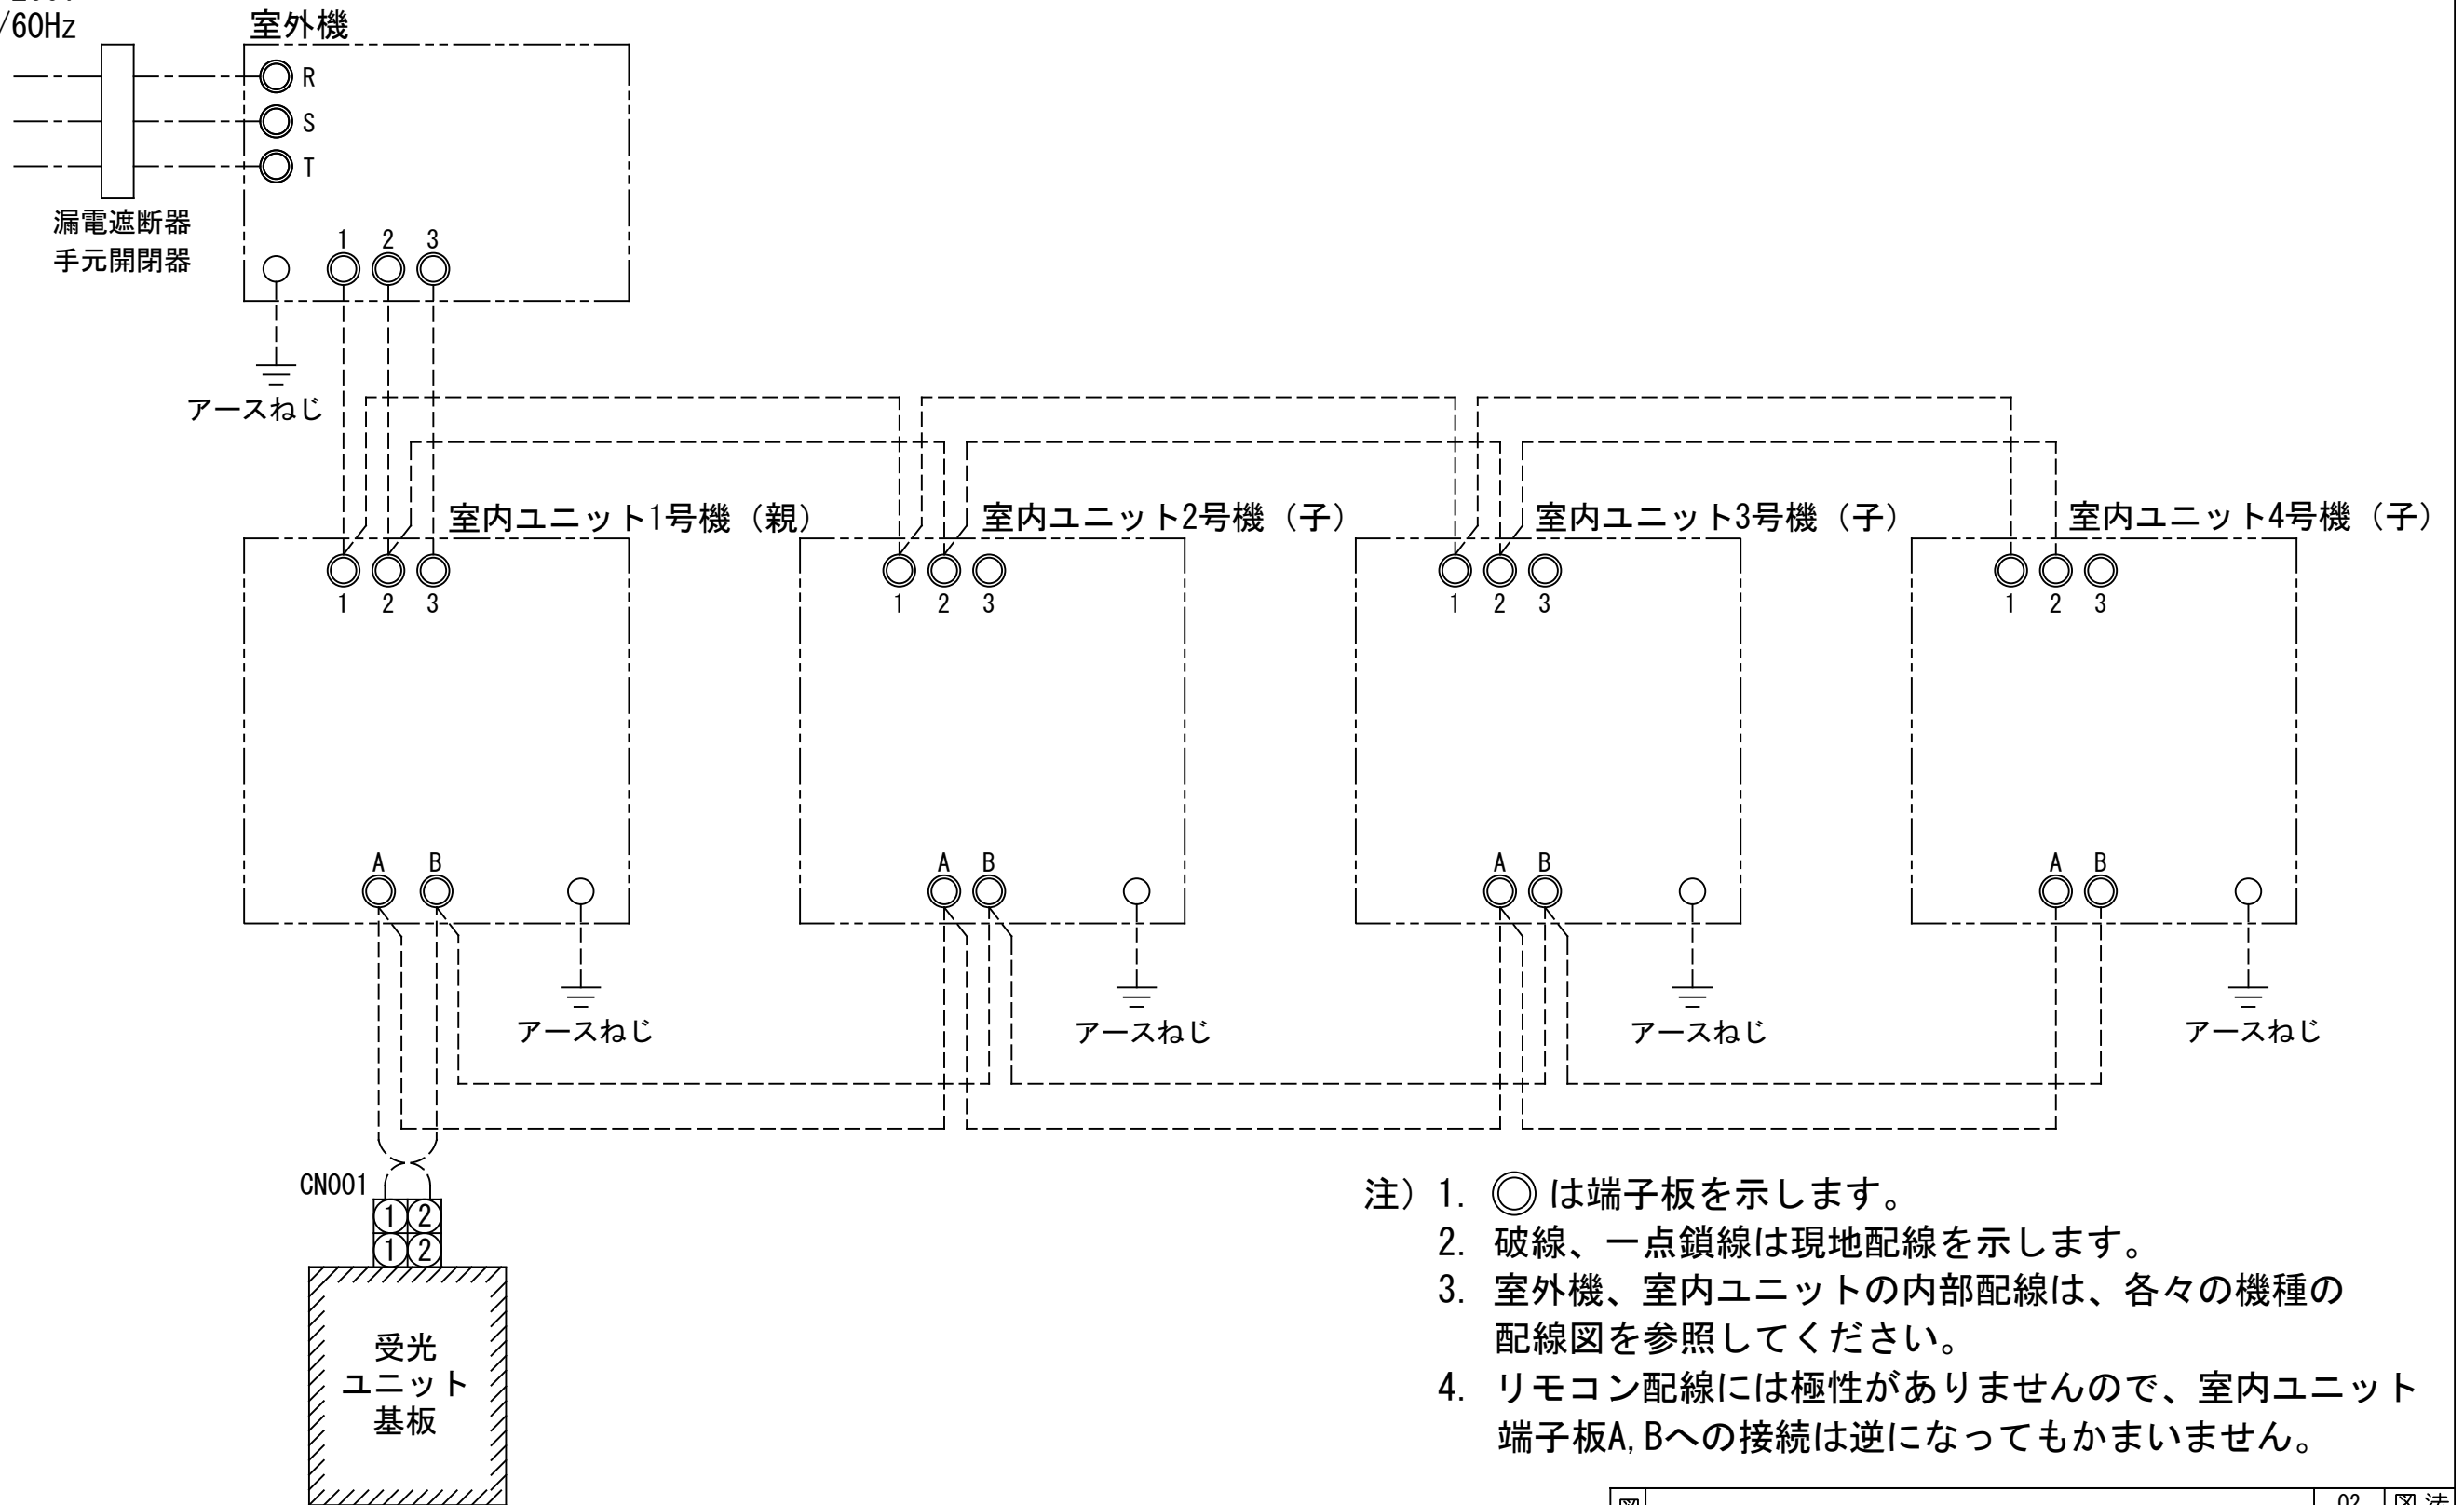 /60Hz
室外機
R
S
T
漏電遮断器
手元開閉器
1 2 3
アースねじ
室内ユニット1号機（親）
室内ユニット2号機（子）
室内ユニット3号機（子）
室内ユニット4号機（子）
1 2 3
1 2 3
1 2 3
1 2 3
A B
A B
A B
A B
アースねじ
アースねじ
アースねじ
アースねじ
CN001
1 2
1 2
受光
ユニット
基板
注）1. ◎ は端子板を示します。
2. 破線、一点鎖線は現地配線を示します。
3. 室外機、室内ユニットの内部配線は、各々の機種の
配線図を参照してください。
4. リモコン配線には極性がありませんので、室内ユニット
端子板A,Bへの接続は逆になってもかまいません。